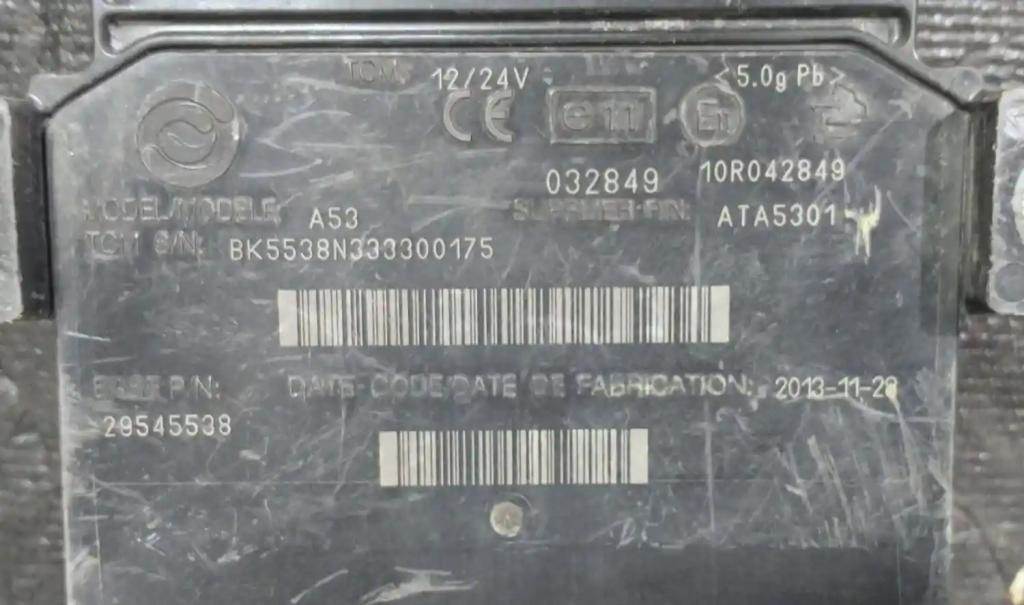 TCM 12/24V <5.0g Pb>
CE e11 E11
032849 10R042849
MODEL/MODELE: A53 SUPPLIER P/N: ATA5301-
TCM S/N: BK5538N333300175
BASE P/N: DATE CODE/DATE DE FABRICATION: 2013-11-28
29545538